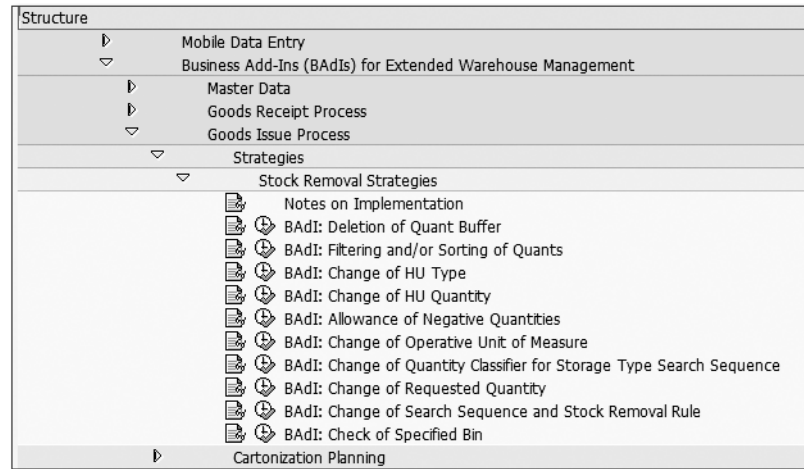 Structure
Mobile Data Entry
Business Add-Ins (BAdIs) for Extended Warehouse Management
Master Data
Goods Receipt Process
Goods Issue Process
Strategies
Stock Removal Strategies
Notes on Implementation
BAdI: Deletion of Quant Buffer
BAdI: Filtering and/or Sorting of Quants
BAdI: Change of HU Type
BAdI: Change of HU Quantity
BAdI: Allowance of Negative Quantities
BAdI: Change of Operative Unit of Measure
BAdI: Change of Quantity Classifier for Storage Type Search Sequence
BAdI: Change of Requested Quantity
BAdI: Change of Search Sequence and Stock Removal Rule
BAdI: Check of Specified Bin
Cartonization Planning